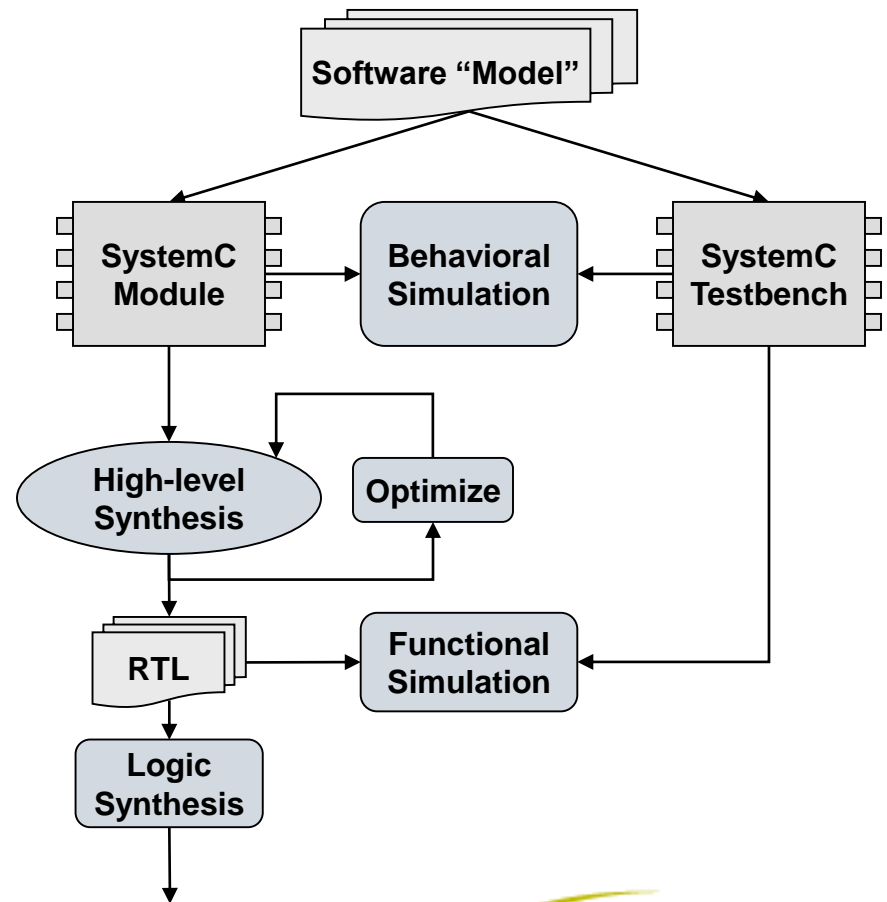 Software “Model”
SystemC
Module
Behavioral
Simulation
SystemC
Testbench
High-level
Synthesis
Optimize
RTL
Functional
Simulation
Logic
Synthesis